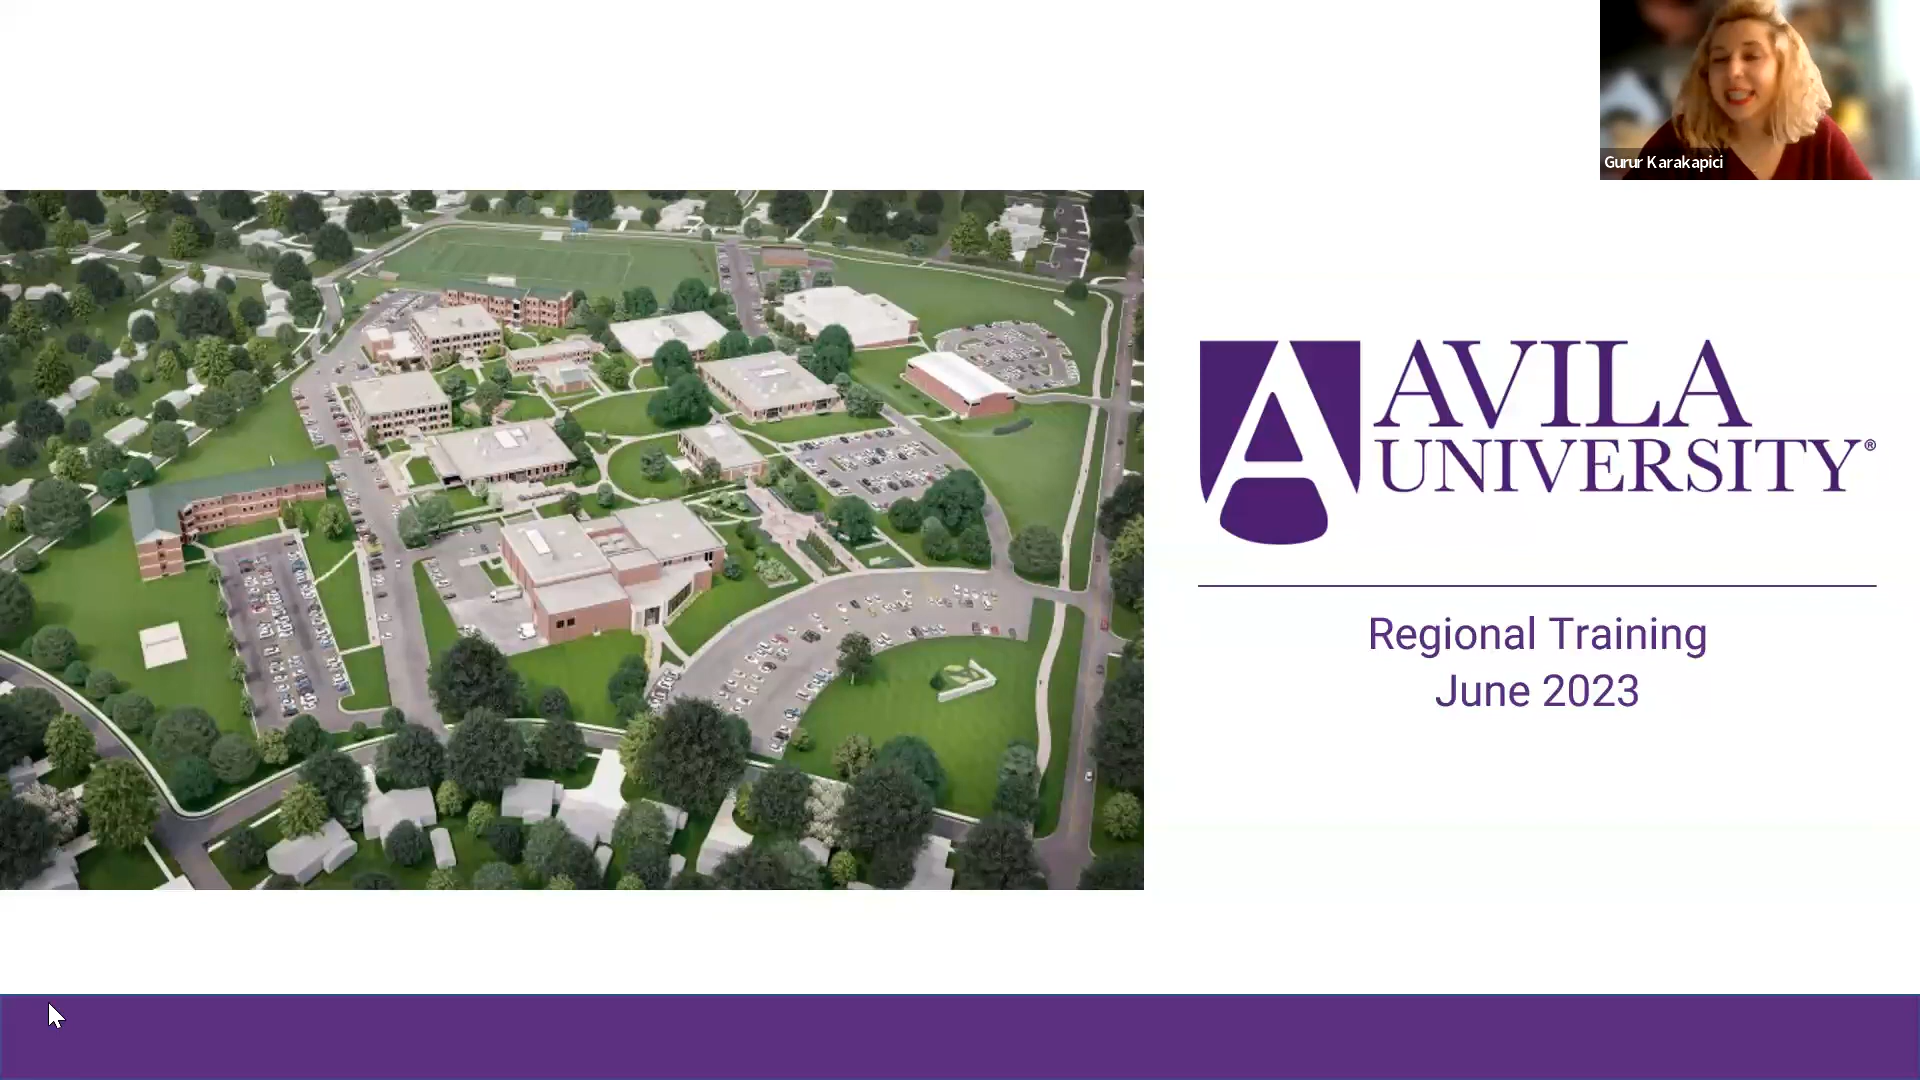 Gurur Karakapici
AVILA
UNIVERSITY®
Regional Training
June 2023